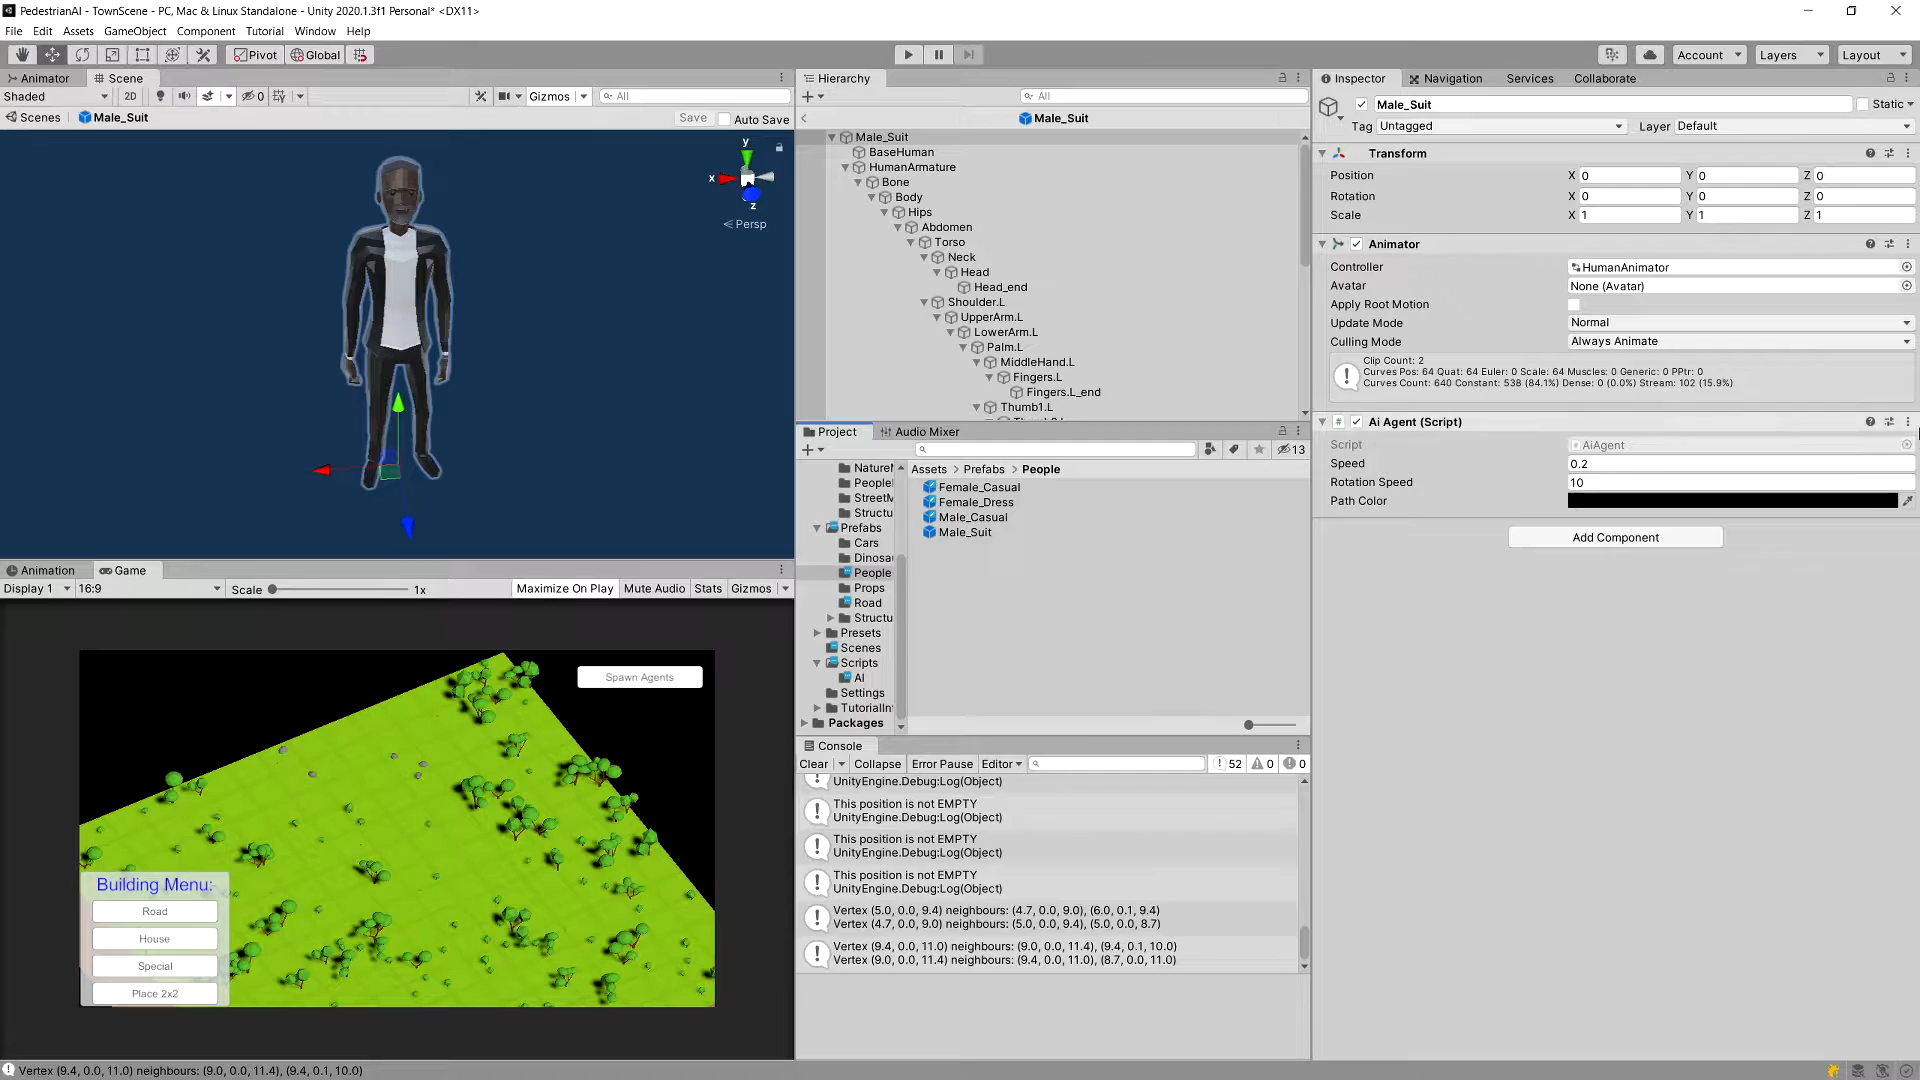 PedestrianAI - TownScene - PC, Mac & Linux Standalone - Unity 2020.1.3f1 Personal* <DX11>
File Edit Assets GameObject Component Tutorial Window Help
Pivot Global Account Layers Layout
Animator Scene
Shaded 2D 0 Gizmos All
Scenes Male_Suit Save Auto Save
y
x
z
Persp
Animation Game
Display 1 16:9 Scale 1x Maximize On Play Mute Audio Stats Gizmos
Spawn Agents
Building Menu:
Road
House
Special
Place 2x2
Hierarchy
All
Male_Suit
Male_Suit
BaseHuman
HumanArmature
Bone
Body
Hips
Abdomen
Torso
Neck
Head
Head_end
Shoulder.L
UpperArm.L
LowerArm.L
Palm.L
MiddleHand.L
Fingers.L
Fingers.L_end
Thumb1.L
Project Audio Mixer
13
Assets > Prefabs > People
People
StreetM
Structu
Prefabs
Cars
Dinosau
People
Props
Road
Structu
Presets
Scenes
Scripts
AI
Settings
TutorialInf
Packages
Female_Casual
Female_Dress
Male_Casual
Male_Suit
Console
Clear Collapse Error Pause Editor 52 0 0
UnityEngine.Debug:Log(Object)
This position is not EMPTY
UnityEngine.Debug:Log(Object)
This position is not EMPTY
UnityEngine.Debug:Log(Object)
This position is not EMPTY
UnityEngine.Debug:Log(Object)
Vertex (5.0, 0.0, 9.4) neighbours: (4.7, 0.0, 9.0), (6.0, 0.1, 9.4)
Vertex (4.7, 0.0, 9.0) neighbours: (5.0, 0.0, 9.4), (5.0, 0.0, 8.7)
Vertex (9.4, 0.0, 11.0) neighbours: (9.0, 0.0, 11.4), (9.4, 0.1, 10.0)
Vertex (9.0, 0.0, 11.4) neighbours: (9.4, 0.0, 11.0), (8.7, 0.0, 11.0)
Inspector Navigation Services Collaborate
Male_Suit Static
Tag Untagged Layer Default
Transform
Position X 0 Y 0 Z 0
Rotation X 0 Y 0 Z 0
Scale X 1 Y 1 Z 1
Animator
Controller HumanAnimator
Avatar None (Avatar)
Apply Root Motion
Update Mode Normal
Culling Mode Always Animate
Clip Count: 2
Curves Pos: 64 Quat: 64 Euler: 0 Scale: 64 Muscles: 0 Generic: 0 PPtr: 0
Curves Count: 640 Constant: 538 (84.1%) Dense: 0 (0.0%) Stream: 102 (15.9%)
Ai Agent (Script)
Script AiAgent
Speed 0.2
Rotation Speed 10
Path Color
Add Component
Vertex (9.4, 0.0, 11.0) neighbours: (9.0, 0.0, 11.4), (9.4, 0.1, 10.0)